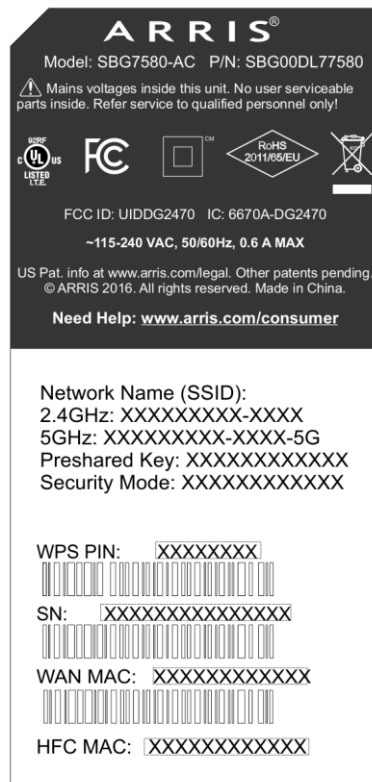 ARRIS®
Model: SBG7580-AC P/N: SBG00DL77580
Mains voltages inside this unit. No user serviceable
parts inside. Refer service to qualified personnel only!
92RF
C UL US
LISTED
I.T.E.
FC
CM
RoHS
2011/65/EU
FCC ID: UIDDG2470 IC: 6670A-DG2470
~115-240 VAC, 50/60Hz, 0.6 A MAX
US Pat. info at www.arris.com/legal. Other patents pending.
© ARRIS 2016. All rights reserved. Made in China.
Need Help: www.arris.com/consumer
Network Name (SSID):
2.4GHz: XXXXXXXXX-XXXX
5GHz: XXXXXXXXX-XXXX-5G
Preshared Key: XXXXXXXXXXXX
Security Mode: XXXXXXXXXXXX
WPS PIN: XXXXXXXX
SN: XXXXXXXXXXXXXXX
WAN MAC: XXXXXXXXXXXX
HFC MAC: XXXXXXXXXXXX